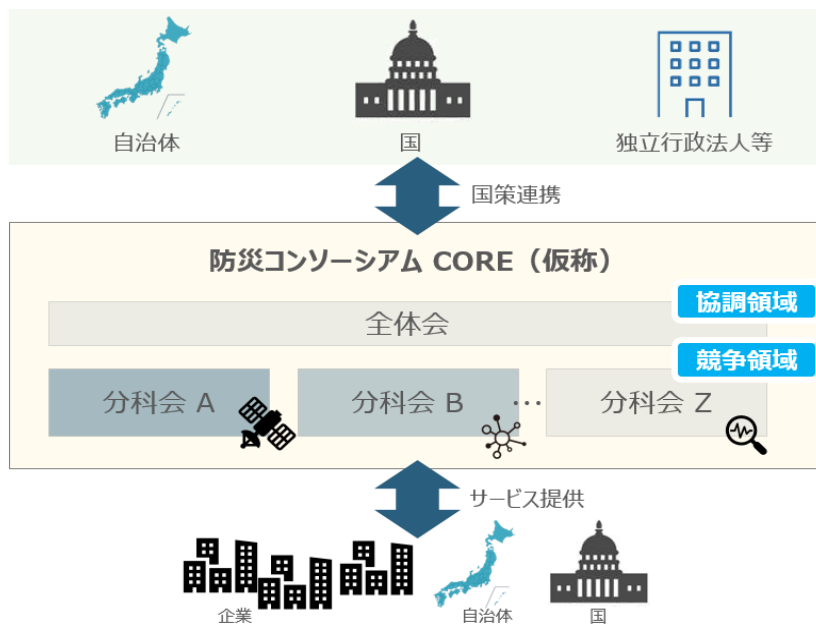 自治体
国
独立行政法人等
国策連携
防災コンソーシアム CORE（仮称）
協調領域
全体会
競争領域
分科会 A
分科会 B
…
分科会 Z
サービス提供
企業
自治体
国